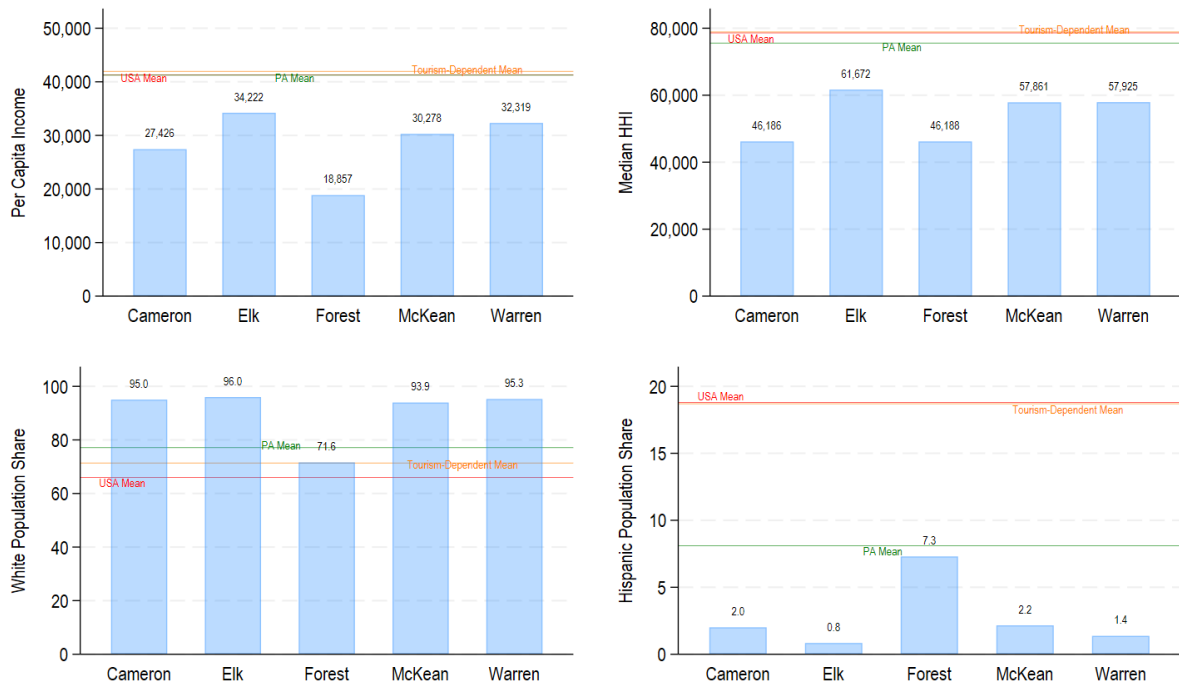 Per Capita Income
50,000
40,000
30,000
20,000
10,000
0
USA Mean
PA Mean
Tourism-Dependent Mean
27,426
34,222
18,857
30,278
32,319
Cameron
Elk
Forest
McKean
Warren
Median HHI
80,000
60,000
40,000
20,000
0
USA Mean
PA Mean
Tourism-Dependent Mean
46,186
61,672
46,188
57,861
57,925
Cameron
Elk
Forest
McKean
Warren
White Population Share
100
80
60
40
20
0
USA Mean
PA Mean
Tourism-Dependent Mean
95.0
96.0
71.6
93.9
95.3
Cameron
Elk
Forest
McKean
Warren
Hispanic Population Share
20
15
10
5
0
USA Mean
PA Mean
Tourism-Dependent Mean
2.0
0.8
7.3
2.2
1.4
Cameron
Elk
Forest
McKean
Warren